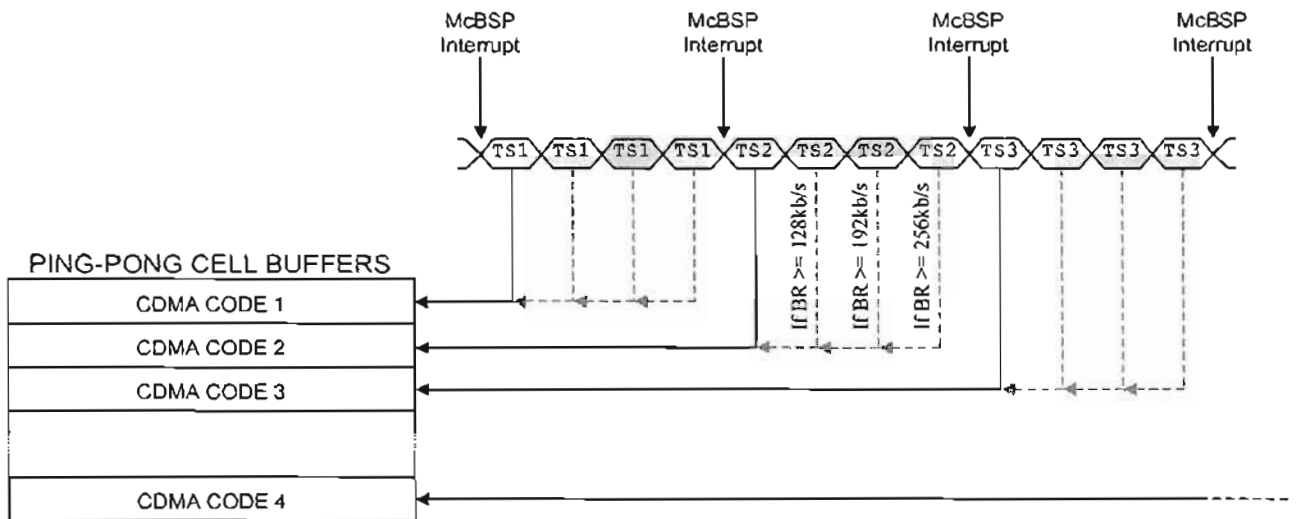 McBSP
Interrupt
McBSP
Interrupt
McBSP
Interrupt
McBSP
Interrupt
TS1 TS1 TS1 TS1 TS2 TS2 TS2 TS2 TS3 TS3 TS3 TS3
If BR >= 128kb/s
If BR >= 192kb/s
If BR >= 256kb/s
PING-PONG CELL BUFFERS
CDMA CODE 1
CDMA CODE 2
CDMA CODE 3
CDMA CODE 4